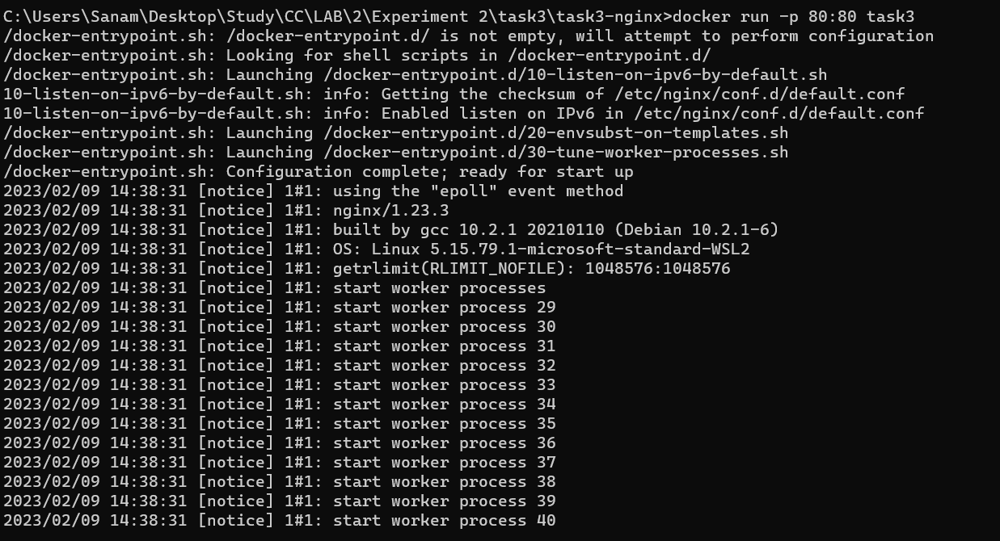 C:\Users\Sanam\Desktop\Study\CC\LAB\2\Experiment 2\task3\task3-nginx>docker run -p 80:80 task3
/docker-entrypoint.sh: /docker-entrypoint.d/ is not empty, will attempt to perform configuration
/docker-entrypoint.sh: Looking for shell scripts in /docker-entrypoint.d/
/docker-entrypoint.sh: Launching /docker-entrypoint.d/10-listen-on-ipv6-by-default.sh
10-listen-on-ipv6-by-default.sh: info: Getting the checksum of /etc/nginx/conf.d/default.conf
10-listen-on-ipv6-by-default.sh: info: Enabled listen on IPv6 in /etc/nginx/conf.d/default.conf
/docker-entrypoint.sh: Launching /docker-entrypoint.d/20-envsubst-on-templates.sh
/docker-entrypoint.sh: Launching /docker-entrypoint.d/30-tune-worker-processes.sh
/docker-entrypoint.sh: Configuration complete; ready for start up
2023/02/09 14:38:31 [notice] 1#1: using the "epoll" event method
2023/02/09 14:38:31 [notice] 1#1: nginx/1.23.3
2023/02/09 14:38:31 [notice] 1#1: built by gcc 10.2.1 20210110 (Debian 10.2.1-6)
2023/02/09 14:38:31 [notice] 1#1: OS: Linux 5.15.79.1-microsoft-standard-WSL2
2023/02/09 14:38:31 [notice] 1#1: getrlimit(RLIMIT_NOFILE): 1048576:1048576
2023/02/09 14:38:31 [notice] 1#1: start worker processes
2023/02/09 14:38:31 [notice] 1#1: start worker process 29
2023/02/09 14:38:31 [notice] 1#1: start worker process 30
2023/02/09 14:38:31 [notice] 1#1: start worker process 31
2023/02/09 14:38:31 [notice] 1#1: start worker process 32
2023/02/09 14:38:31 [notice] 1#1: start worker process 33
2023/02/09 14:38:31 [notice] 1#1: start worker process 34
2023/02/09 14:38:31 [notice] 1#1: start worker process 35
2023/02/09 14:38:31 [notice] 1#1: start worker process 36
2023/02/09 14:38:31 [notice] 1#1: start worker process 37
2023/02/09 14:38:31 [notice] 1#1: start worker process 38
2023/02/09 14:38:31 [notice] 1#1: start worker process 39
2023/02/09 14:38:31 [notice] 1#1: start worker process 40